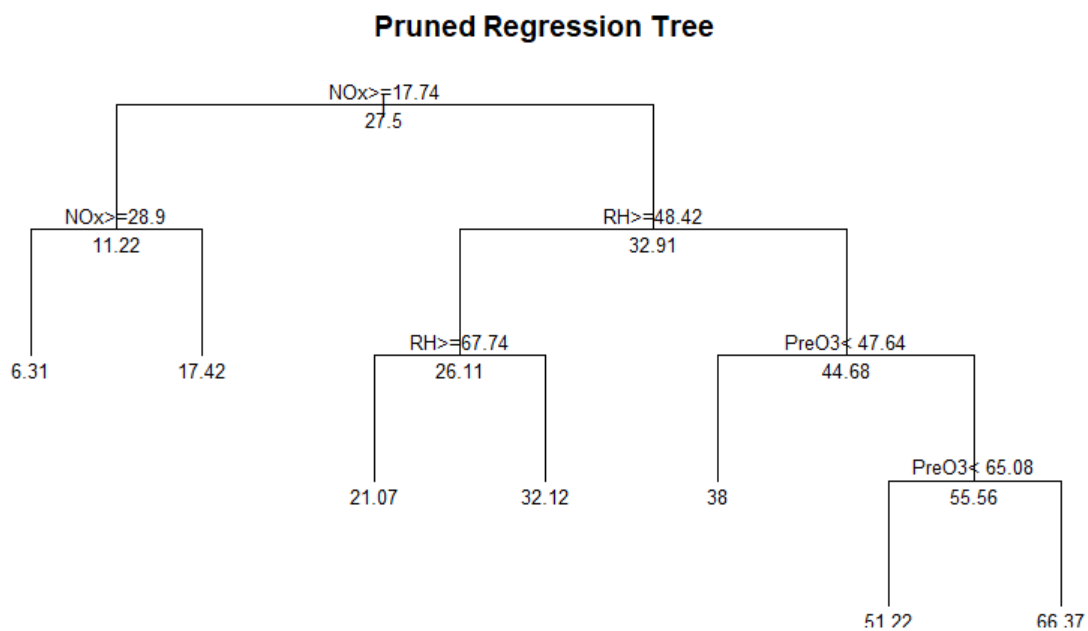 Pruned Regression Tree
NOx>=17.74
27.5
NOx>=28.9
11.22
RH>=48.42
32.91
6.31
17.42
RH>=67.74
26.11
PreO3< 47.64
44.68
21.07
32.12
38
PreO3< 65.08
55.56
51.22
66.37